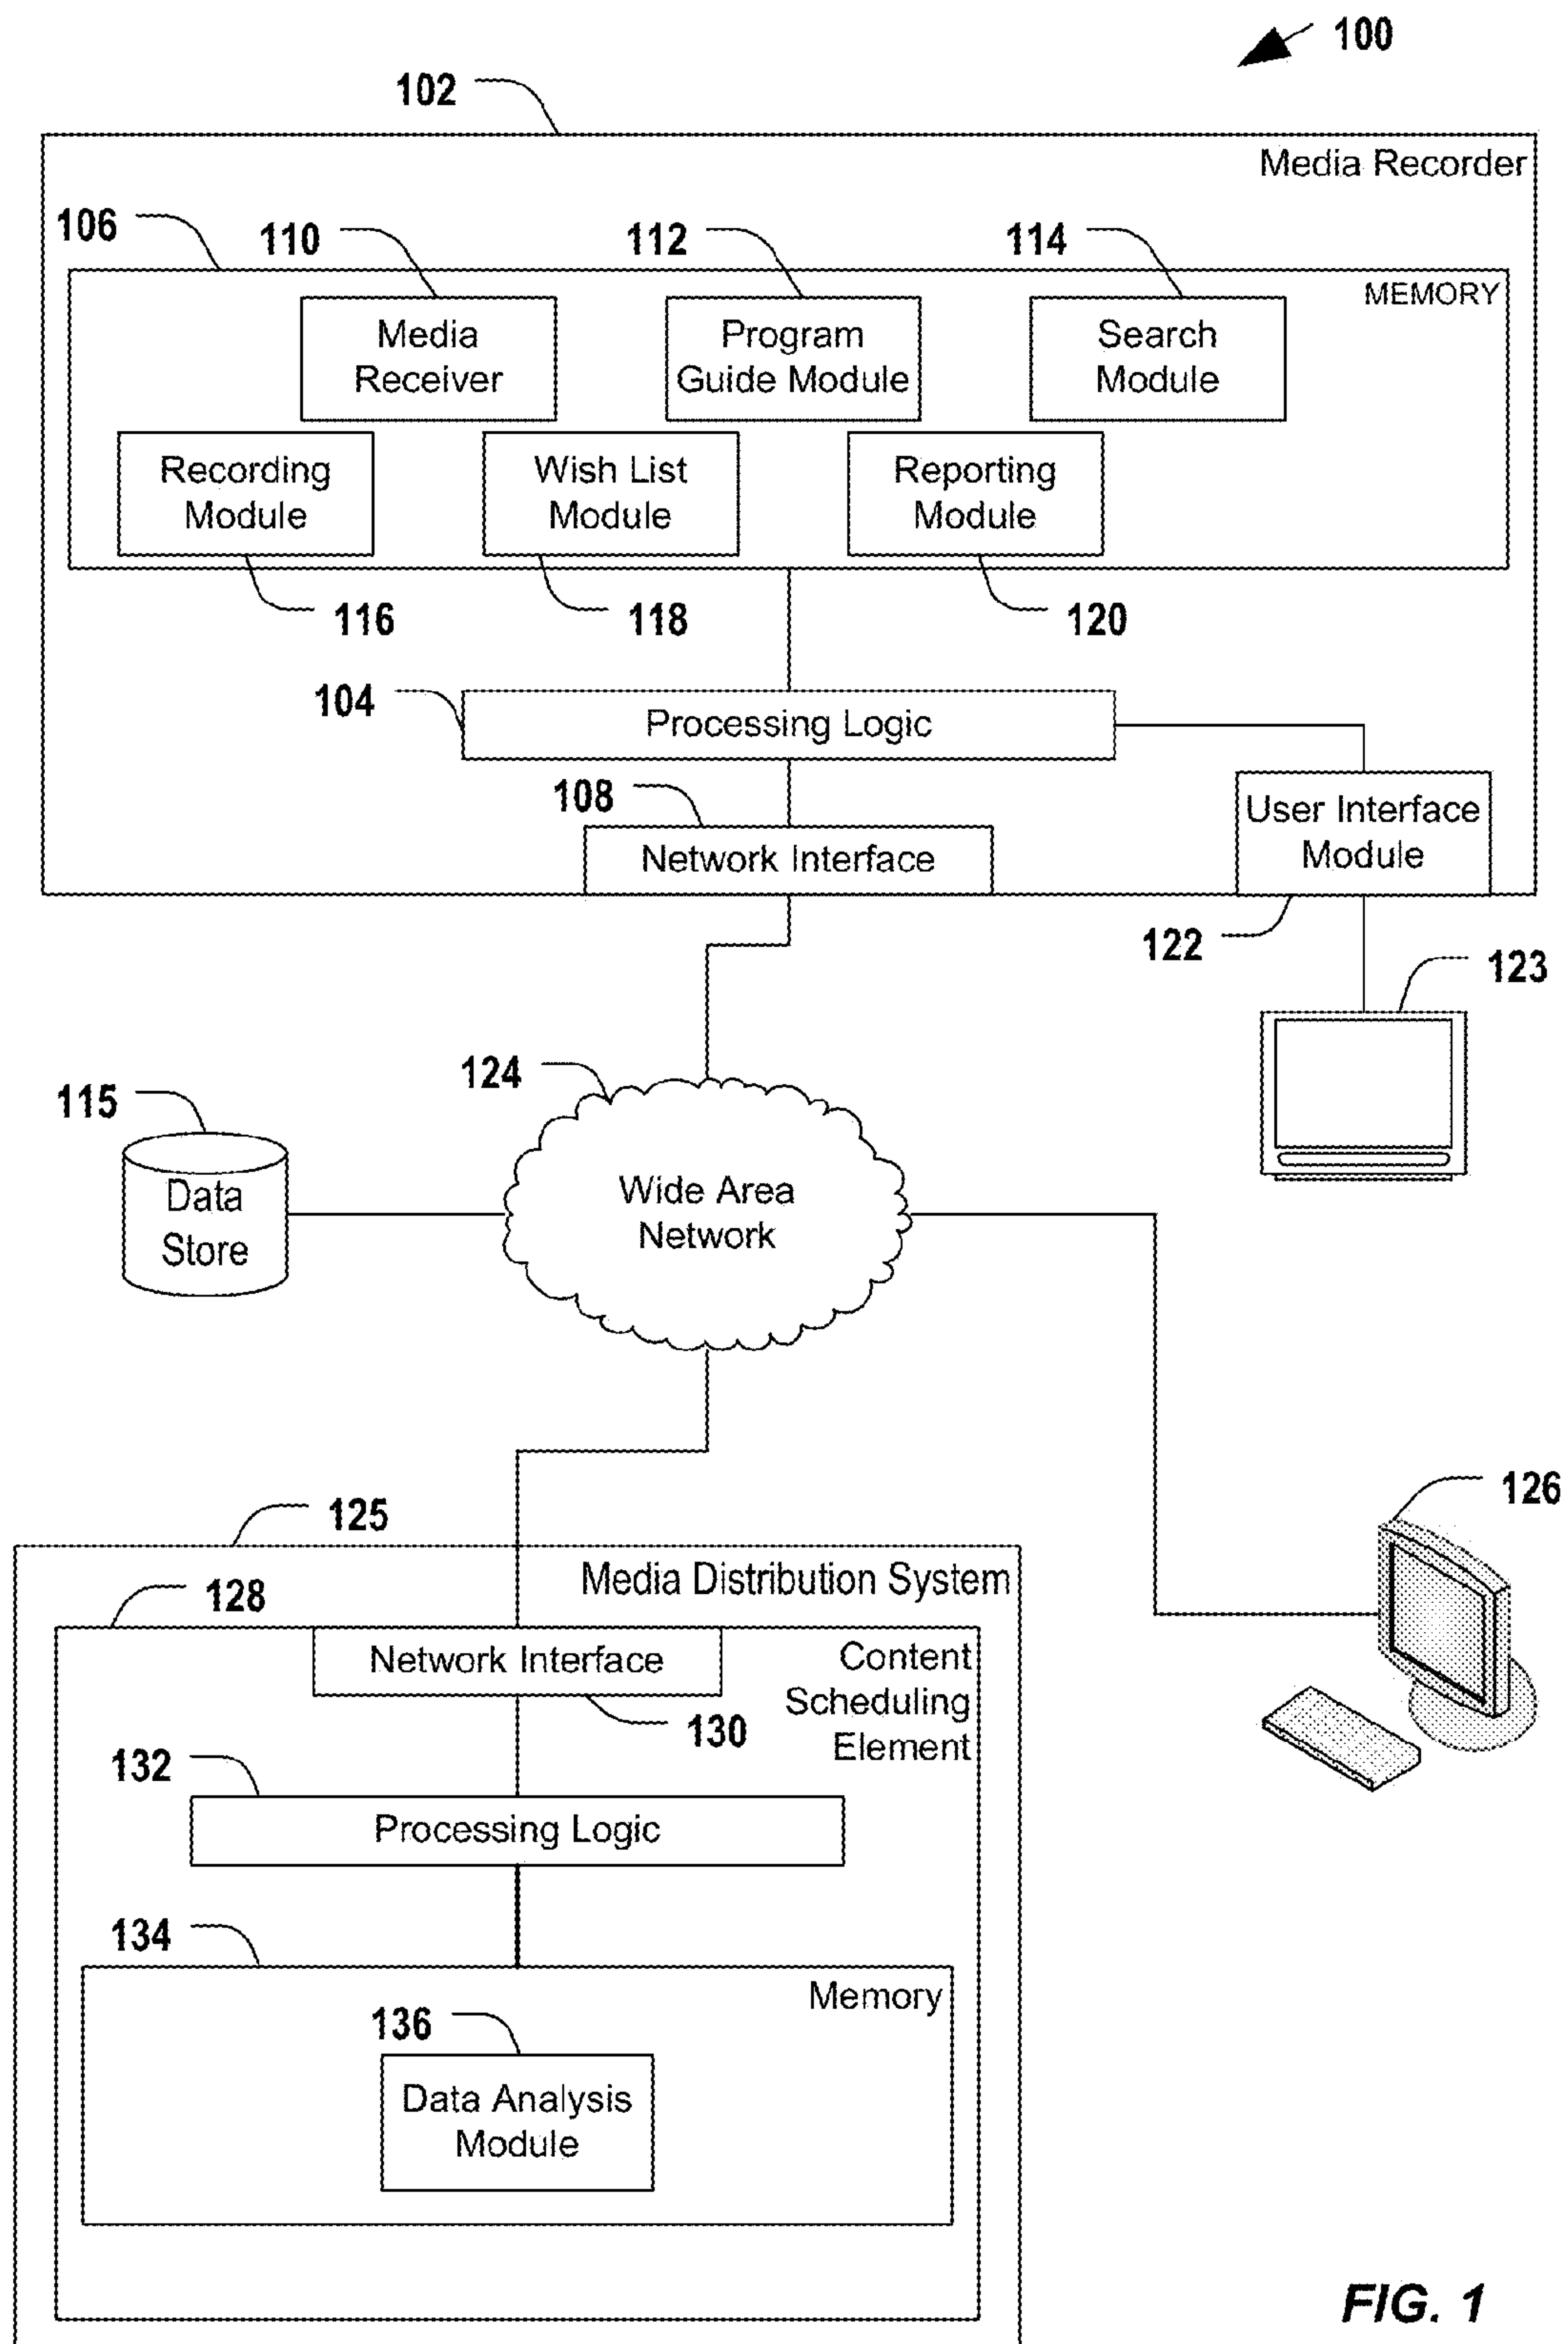 100
102
Media Recorder
106
110
112
114
MEMORY
Media
Receiver
Program
Guide Module
Search
Module
Recording
Module
Wish List
Module
Reporting
Module
116
118
120
104
Processing Logic
108
User Interface
Module
Network Interface
122
123
124
115
Data
Store
Wide Area
Network
126
125
Media Distribution System
128
Network Interface
Content
Scheduling
Element
130
132
Processing Logic
134
Memory
136
Data Analysis
Module
FIG. 1